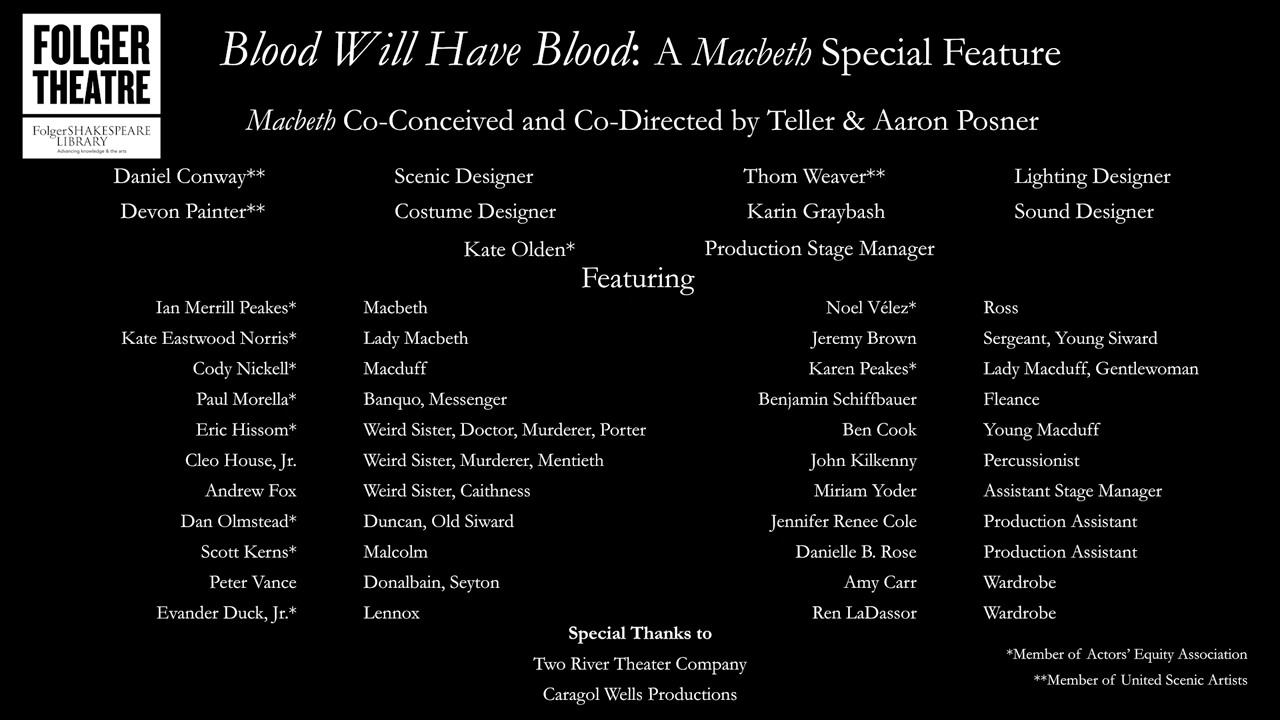 FOLGER
THEATRE
Folger SHAKESPEARE
LIBRARY
Advancing knowledge & the arts
Blood Will Have Blood: A Macbeth Special Feature
Macbeth Co-Conceived and Co-Directed by Teller & Aaron Posner
Daniel Conway** Scenic Designer Thom Weaver** Lighting Designer
Devon Painter** Costume Designer Karin Graybash Sound Designer
Kate Olden* Production Stage Manager
Featuring
Ian Merrill Peakes* Macbeth Noel Vélez* Ross
Kate Eastwood Norris* Lady Macbeth Jeremy Brown Sergeant, Young Siward
Cody Nickell* Macduff Karen Peakes* Lady Macduff, Gentlewoman
Paul Morella* Banquo, Messenger Benjamin Schiffbauer Fleance
Eric Hissom* Weird Sister, Doctor, Murderer, Porter Ben Cook Young Macduff
Cleo House, Jr. Weird Sister, Murderer, Mentieth John Kilkenny Percussionist
Andrew Fox Weird Sister, Caithness Miriam Yoder Assistant Stage Manager
Dan Olmstead* Duncan, Old Siward Jennifer Renee Cole Production Assistant
Scott Kerns* Malcolm Danielle B. Rose Production Assistant
Peter Vance Donalbain, Seyton Amy Carr Wardrobe
Evander Duck, Jr.* Lennox Ren LaDassor Wardrobe
Special Thanks to
Two River Theater Company
Caragol Wells Productions
*Member of Actors' Equity Association
**Member of United Scenic Artists